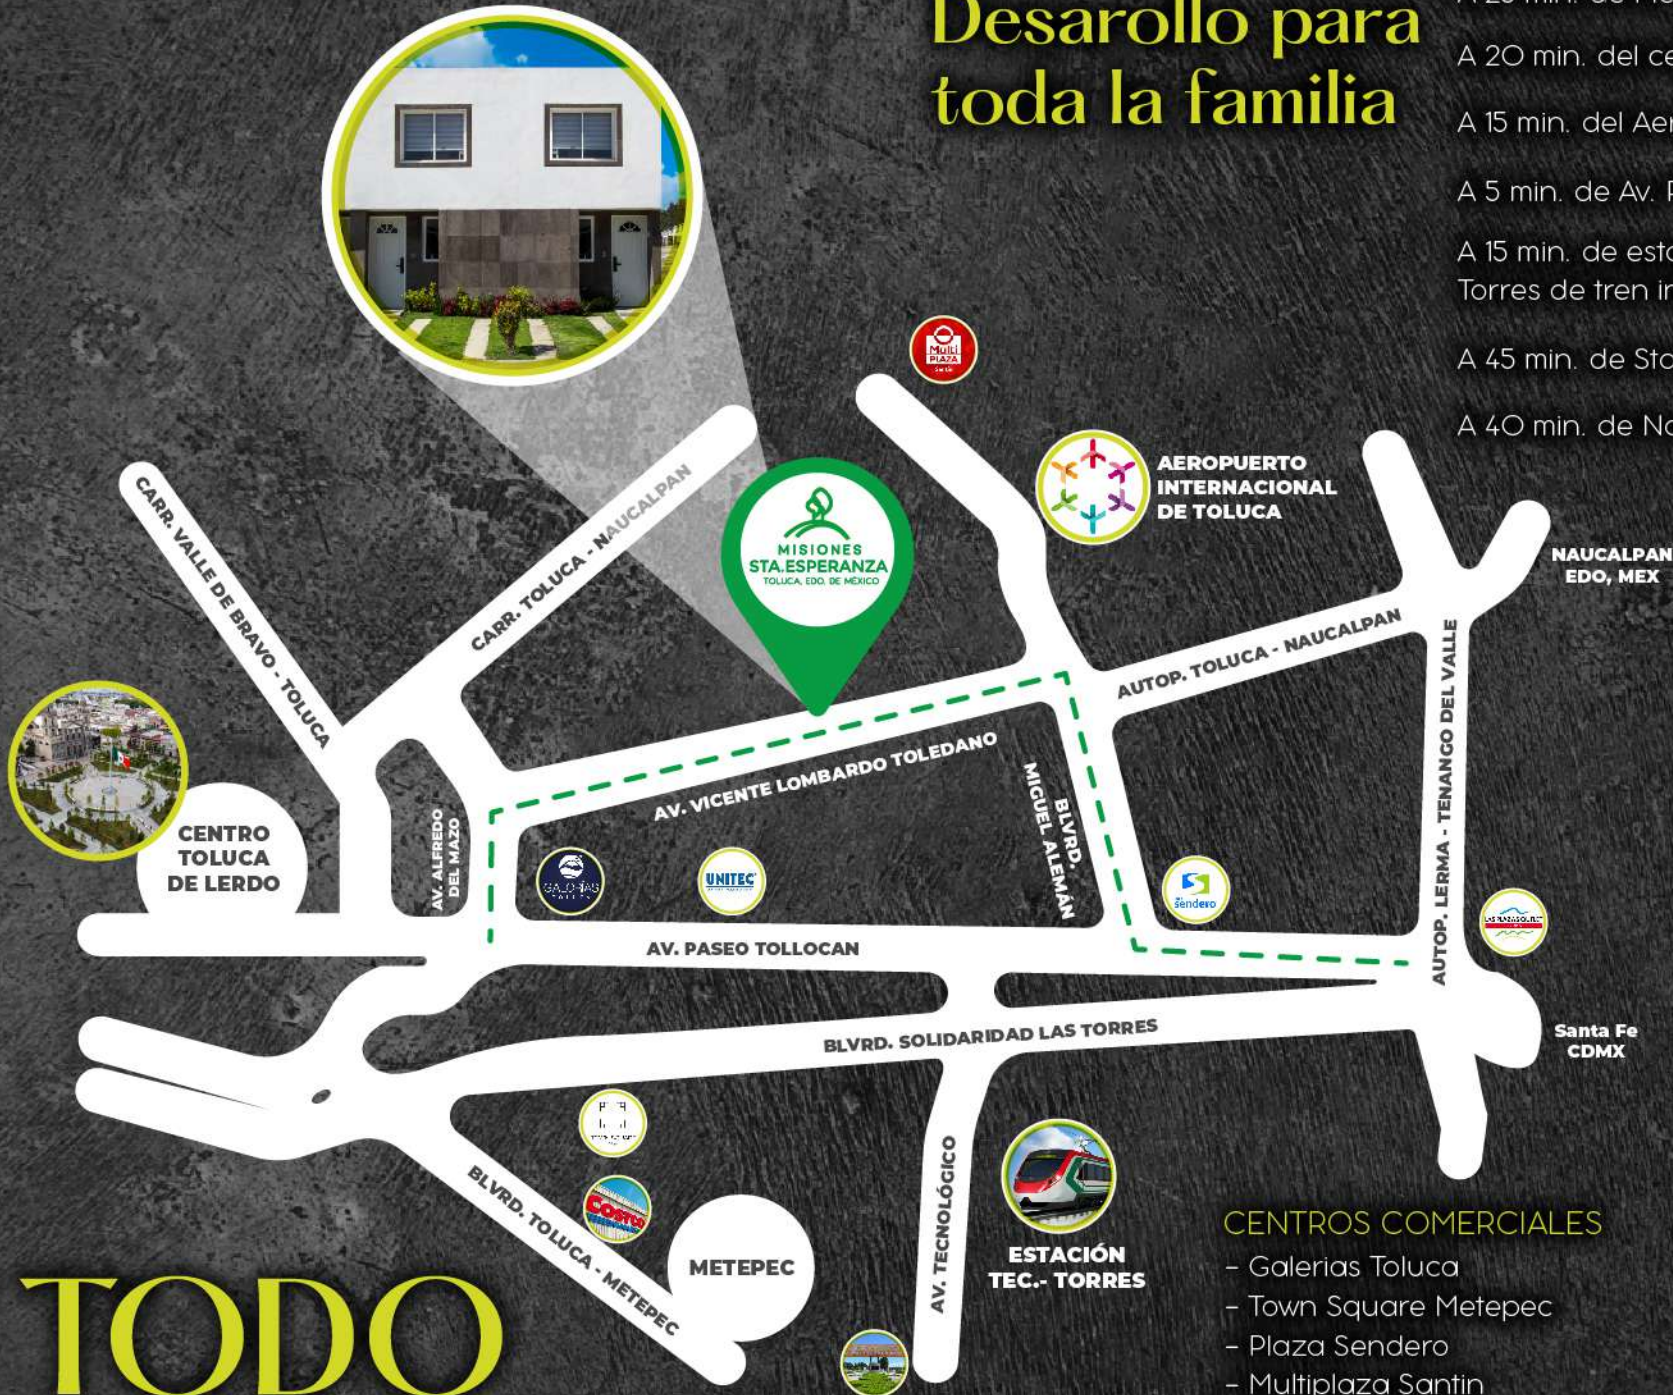 Desarollo para
toda la familia
A 20 min. del
A 15 min. del
A 5 min. de Av.
A 15 min. de
Torres de tren
A 45 min. de
A 40 min. de
Multi
PLAZA
AEROPUERTO
INTERNACIONAL
DE TOLUCA
MISIONES
STA.ESPERANZA
TOLUCA, EDO. DE MÉXICO
NAUCALPAN
EDO, MEX
CARR. VALLE DE BRAVO - TOLUCA
CARR. TOLUCA - NAUCALPAN
AUTOP. TOLUCA - NAUCALPAN
AUTOP. LERMA - TENANGO DEL VALLE
AV. VICENTE LOMBARDO TOLEDANO
BLVRD.
MIGUEL ALEMÁN
CENTRO
TOLUCA
DE LERDO
AV. ALFREDO
DEL MAZO
GALERÍAS
UNITEC
Sendero
AV. PASEO TOLLOCAN
BLVRD. SOLIDARIDAD LAS TORRES
Santa Fe
CDMX
COSTCO
BLVRD. TOLUCA - METEPEC
METEPEC
AV. TECNOLÓGICO
ESTACIÓN
TEC.- TORRES
CENTROS COMERCIALES
- Galerias Toluca
- Town Square Metepec
- Plaza Sendero
- Multiplaza Santin
TODO